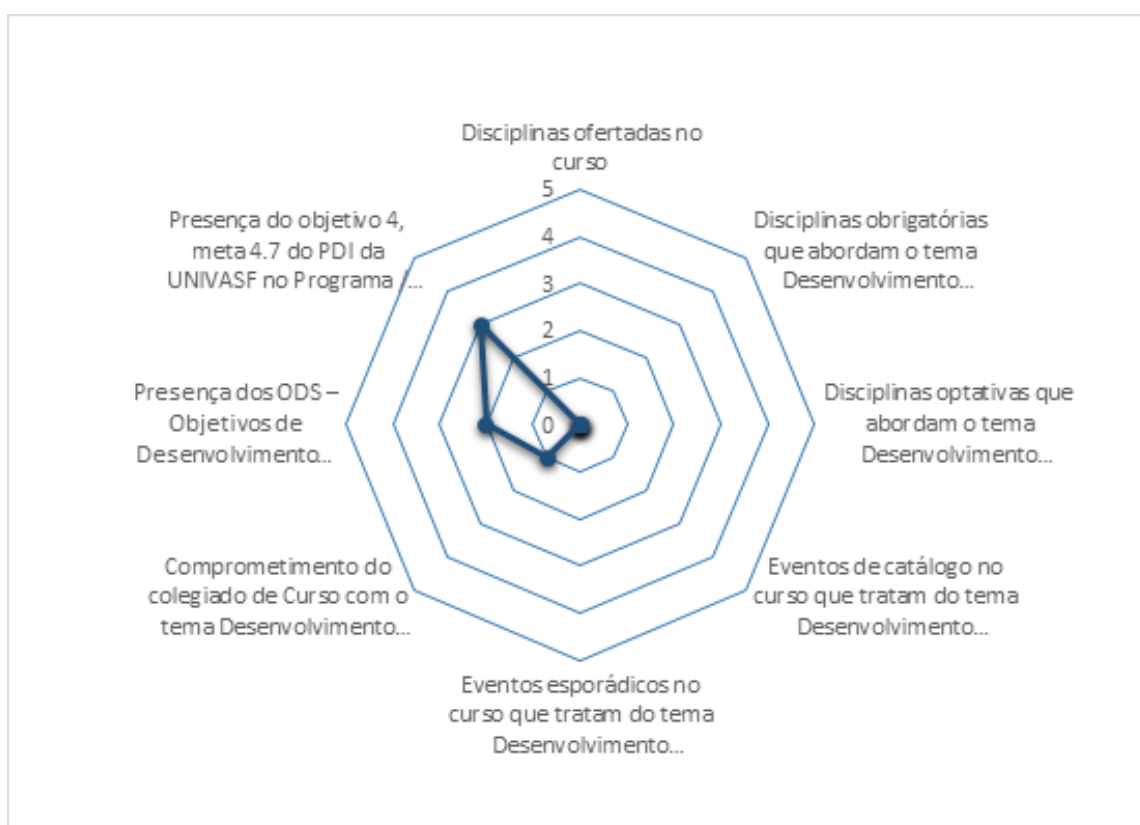 Disciplinas ofertadas no
curso
5
4
3
2
1
0
Disciplinas obrigatórias
que abordam o tema
Desenvolvimento...
Disciplinas optativas que
abordam o tema
Desenvolvimento...
Eventos de catálogo no
curso que tratam do tema
Desenvolvimento...
Eventos esporádicos no
curso que tratam do tema
Desenvolvimento...
Comprometimento do
colegiado de Curso com o
tema Desenvolvimento...
Presença dos ODS –
Objetivos de
Desenvolvimento...
Presença do objetivo 4,
meta 4.7 do PDI da
UNIVASF no Programa /...